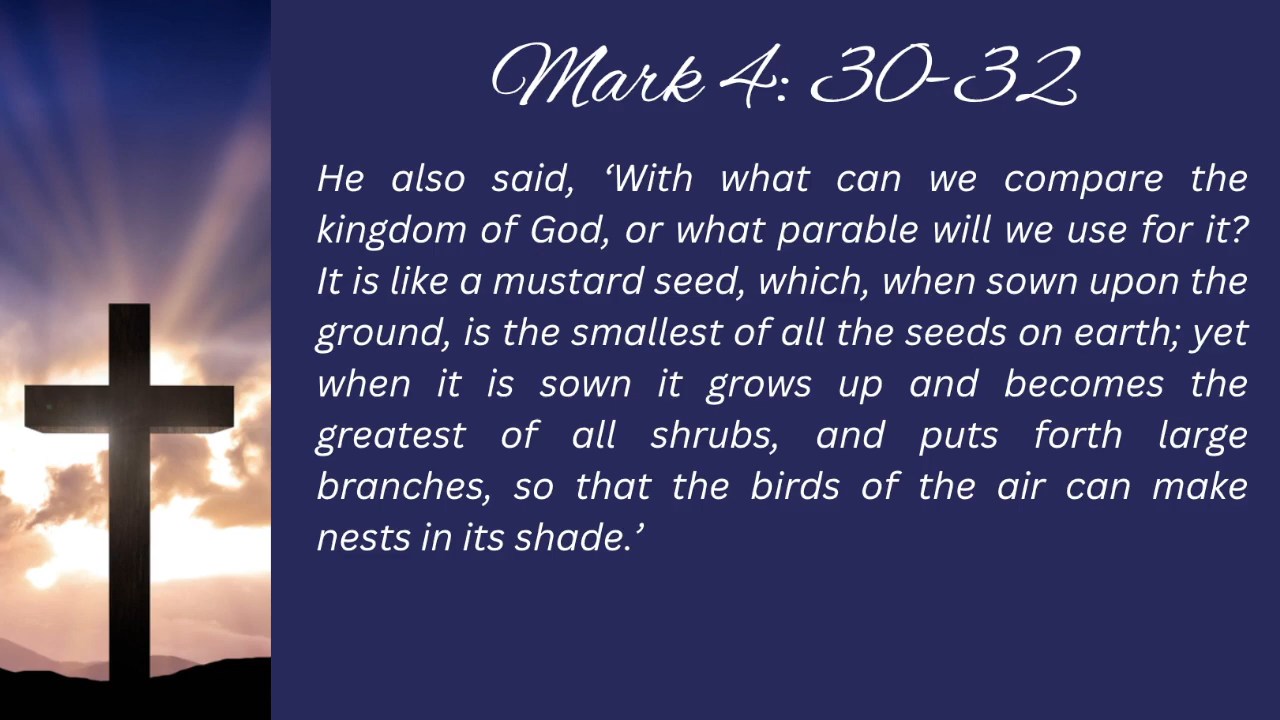 Mark 4: 30-32
He also said, ‘With what can we compare the
kingdom of God, or what parable will we use for it?
It is like a mustard seed, which, when sown upon the
ground, is the smallest of all the seeds on earth; yet
when it is sown it grows up and becomes the
greatest of all shrubs, and puts forth large
branches, so that the birds of the air can make
nests in its shade.’